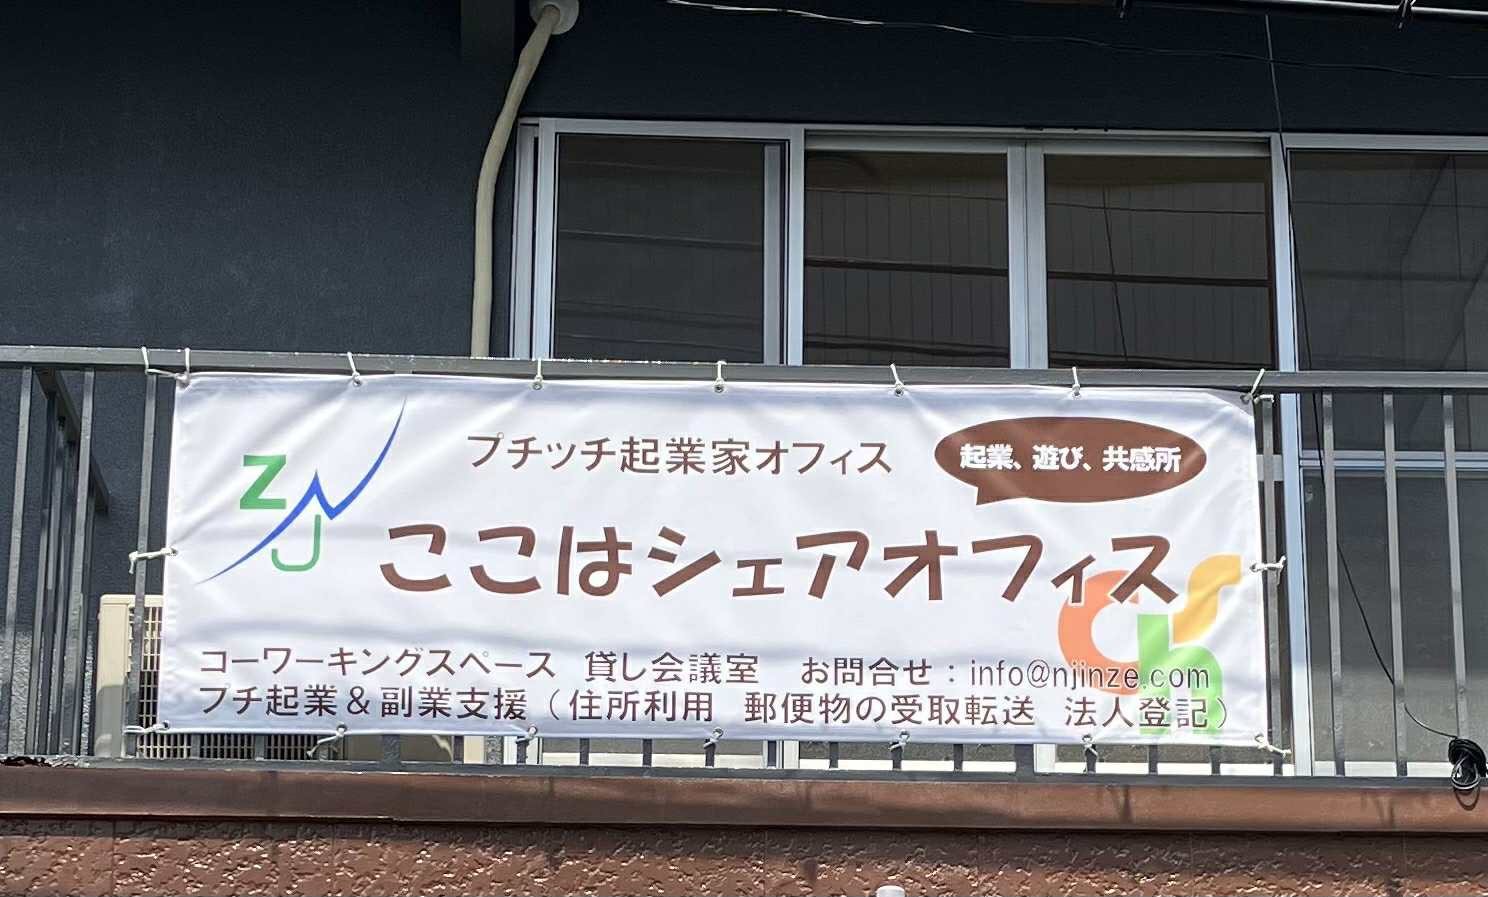 プチッチ起業家オフィス
起業、遊び、共感所
ZNJ
ここはシェアオフィス
csh
コーワーキングスペース 貸し会議室 お問合せ：info@njinze.com
プチ起業＆副業支援（住所利用 郵便物の受取転送 法人登記）